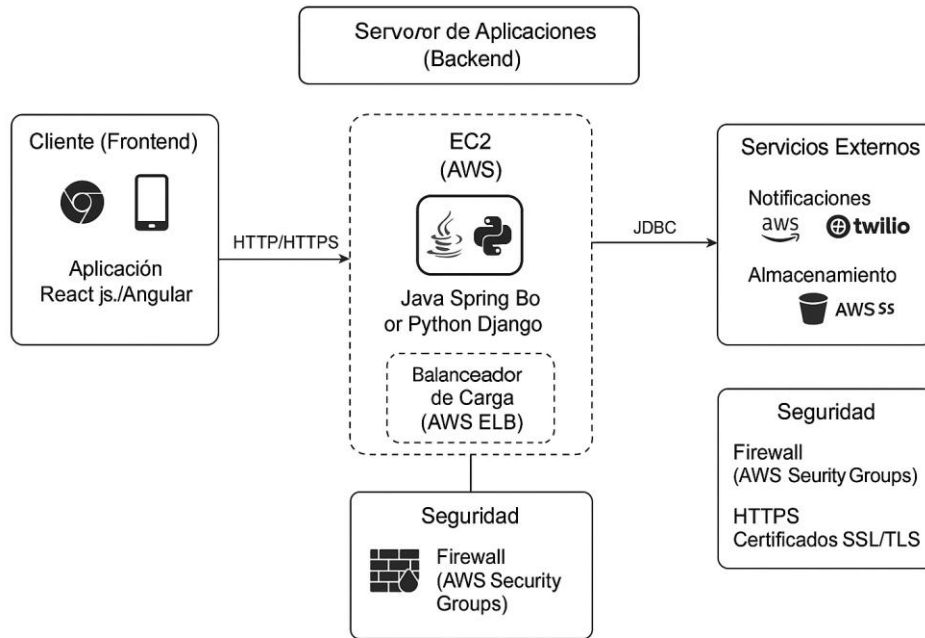 Servo/or de Aplicaciones
(Backend)
Cliente (Frontend)
Aplicación
React js./Angular
HTTP/HTTPS
EC2
(AWS)
Java Spring Bo
or Python Django
Balanceador
de Carga
(AWS ELB)
JDBC
Servicios Externos
Notificaciones
aws twilio
Almacenamiento
AWS SS
Seguridad
Firewall
(AWS Security
Groups)
Seguridad
Firewall
(AWS Seurity Groups)
HTTPS
Certificados SSL/TLS